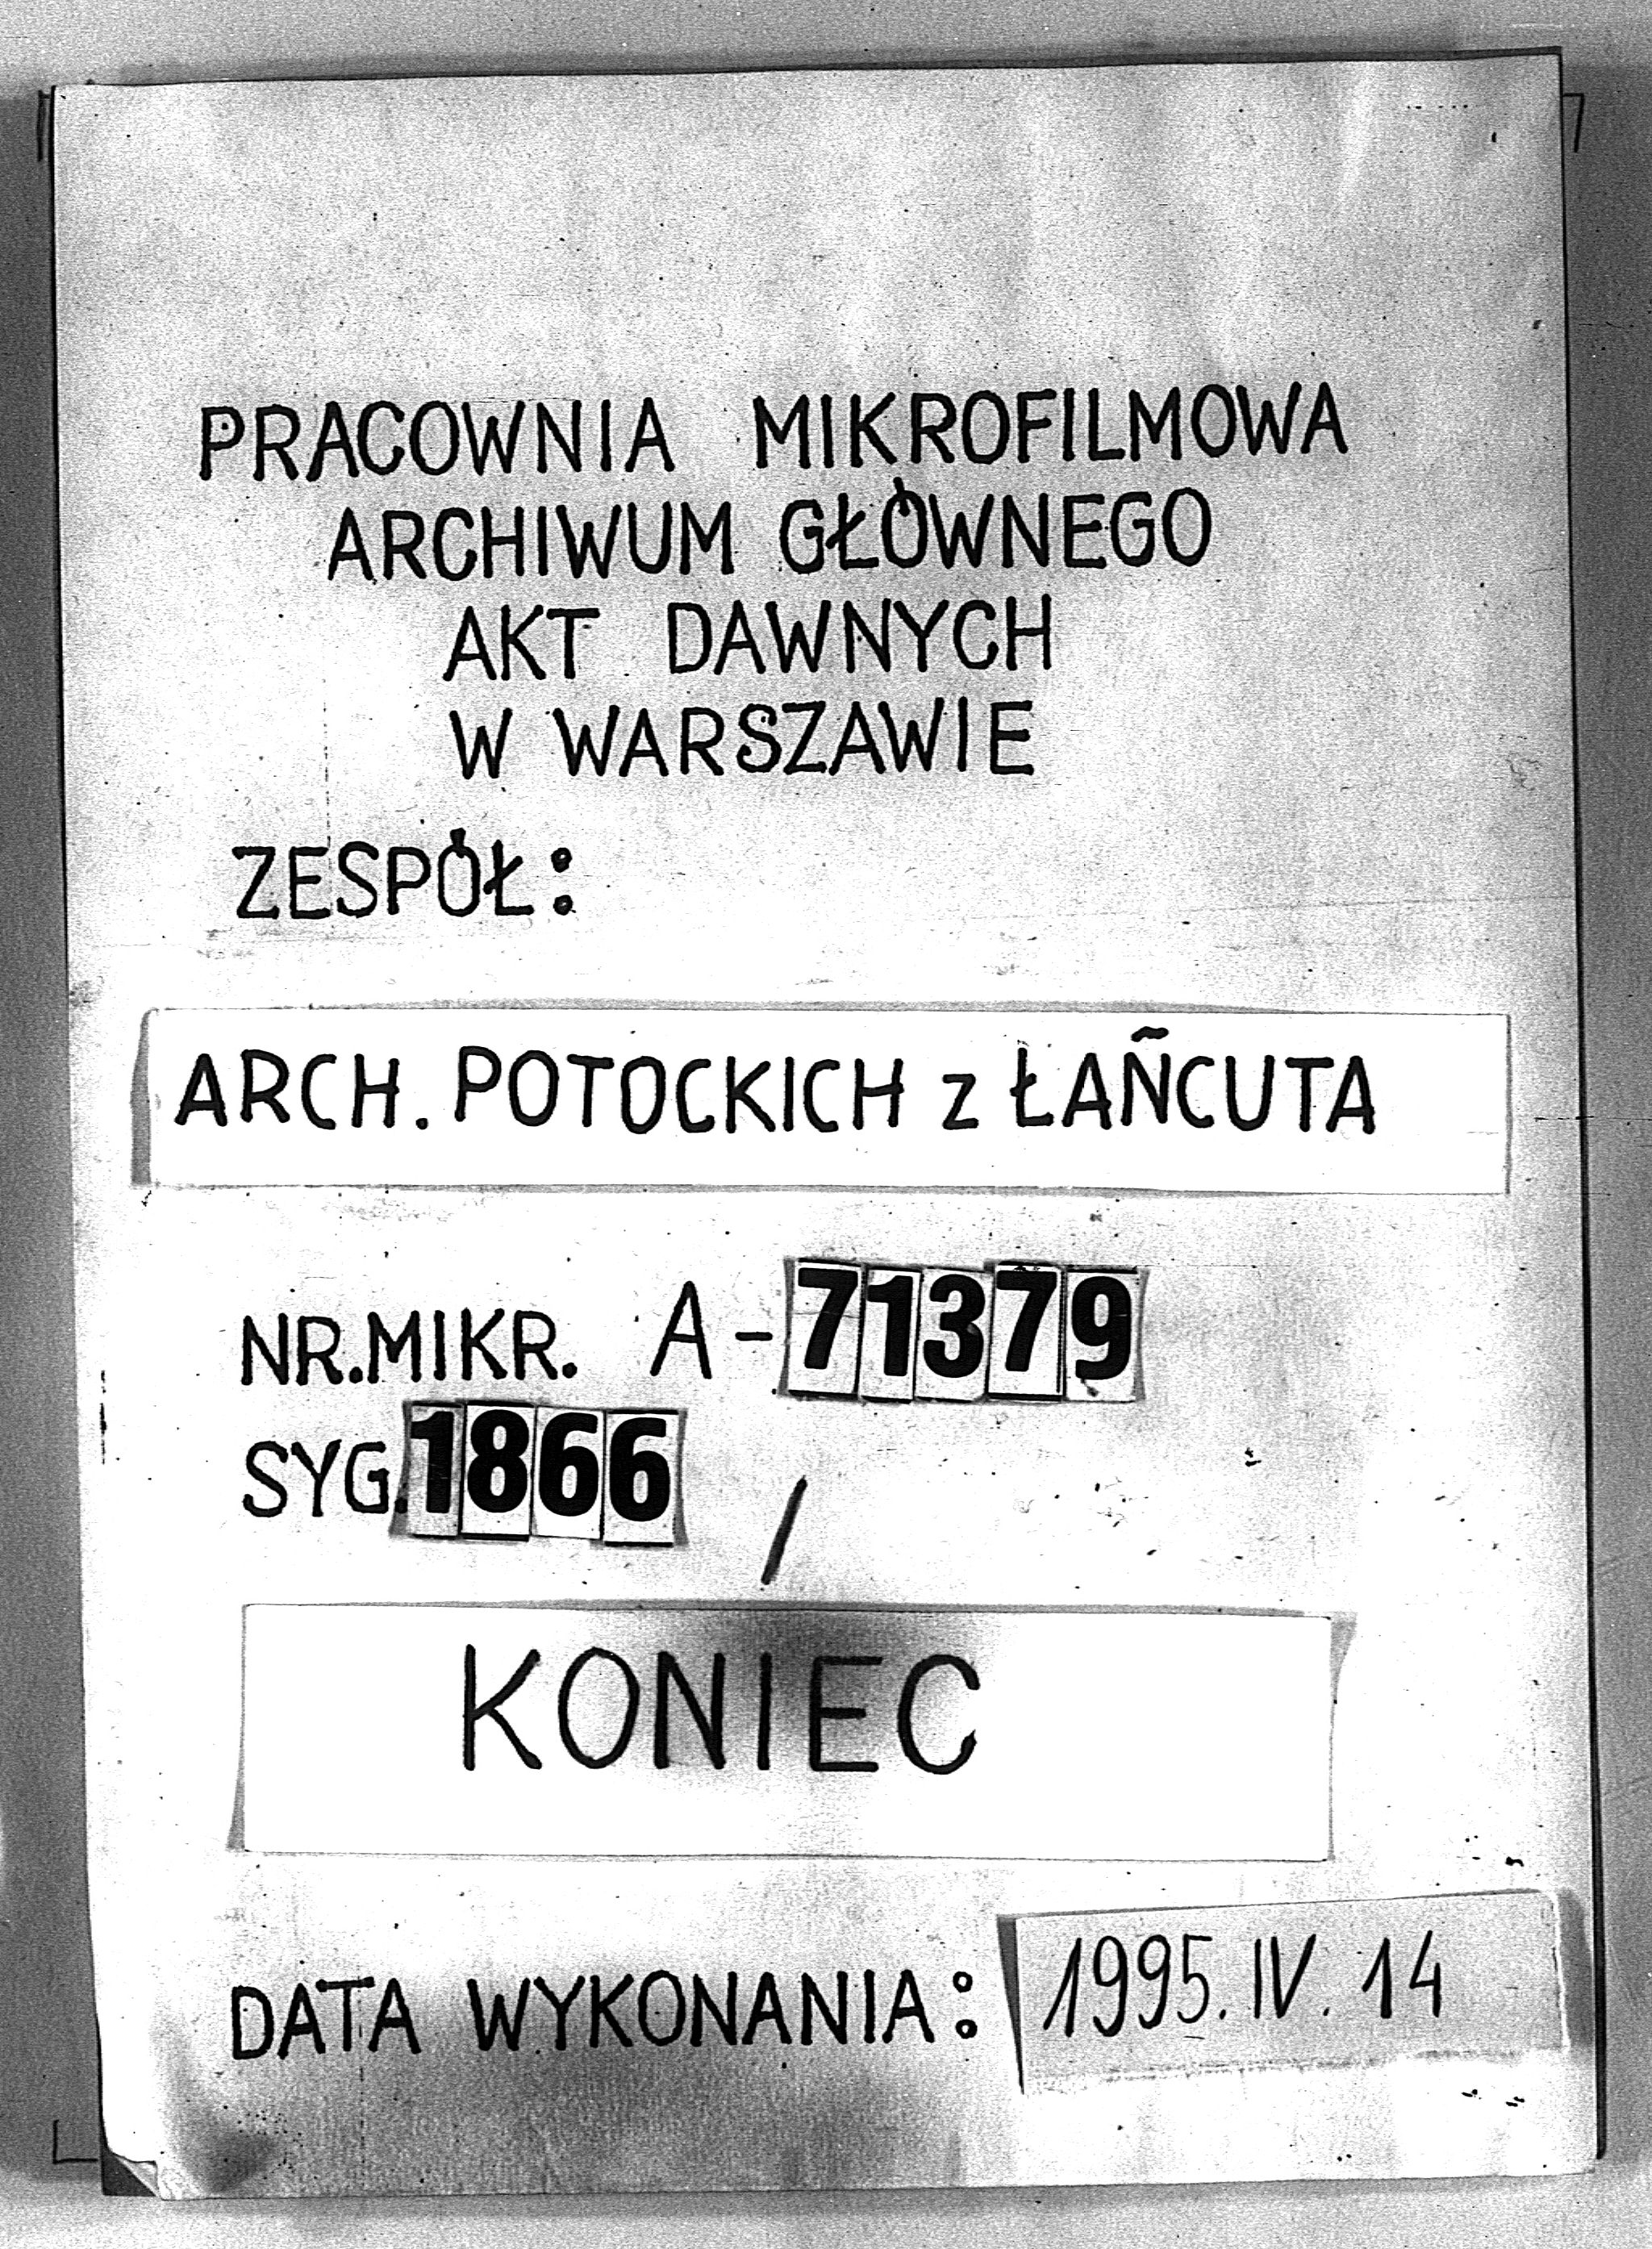 PRACOWNIA MIKROFILMOWA
ARCHIWUM GŁÓWNEGO
AKT DAWNYCH
W WARSZAWIE
ZESPÓŁ:
ARCH. POTOCKICH z ŁAÑCUTA
NR.MIKR. A-71379
SYG.1866 /
KONIEC
DATA WYKONANIA: 1995.IV.14